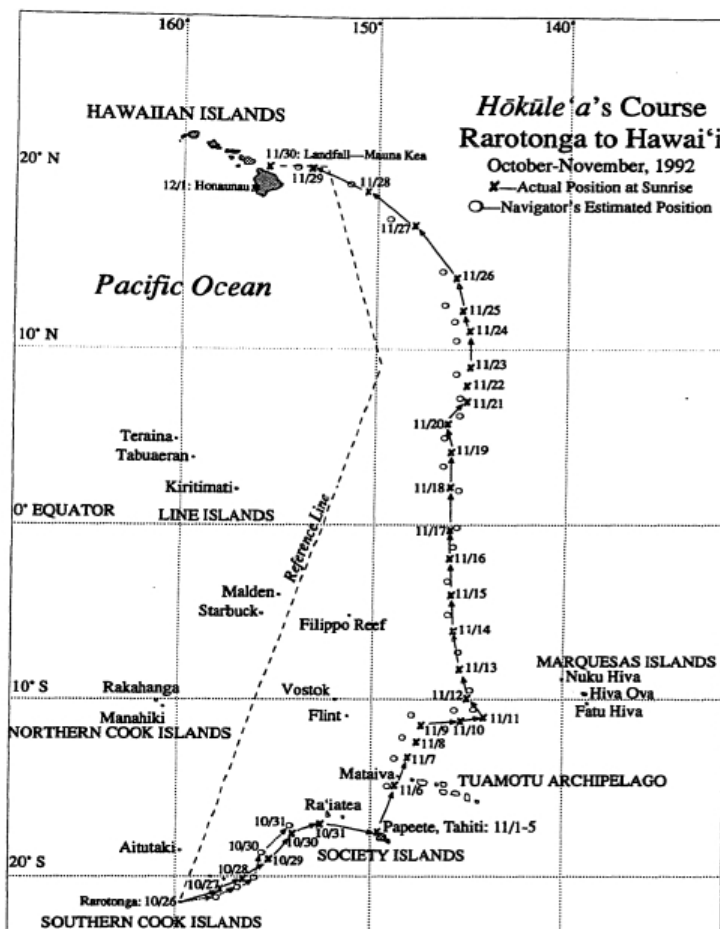 160°
150°
140°
Hōkūle‘a's Course
Rarotonga to Hawai‘i
October-November, 1992
×—Actual Position at Sunrise
○—Navigator's Estimated Position
HAWAIIAN ISLANDS
20° N
11/30: Landfall—Mauna Kea
11/29
11/28
12/1: Honaunau
11/27
Pacific Ocean
11/26
11/25
11/24
10° N
11/23
11/22
11/21
11/20
Teraina
Tabuaeran
11/19
Kiritimati
11/18
0° EQUATOR
LINE ISLANDS
Reference Line
11/17
11/16
Malden
11/15
Starbuck
Filippo Reef
11/14
11/13
MARQUESAS ISLANDS
Nuku Hiva
Rakahanga
10° S
Vostok
11/12
Hiva Ova
Manahiki
Flint
11/11
Fatu Hiva
NORTHERN COOK ISLANDS
11/9
11/10
11/8
11/7
Mataiva
11/6
TUAMOTU ARCHIPELAGO
Ra‘iatea
10/31
10/31
Papeete, Tahiti: 11/1-5
10/30
10/30
SOCIETY ISLANDS
Aitutaki
10/29
20° S
10/28
10/27
Rarotonga: 10/26
SOUTHERN COOK ISLANDS